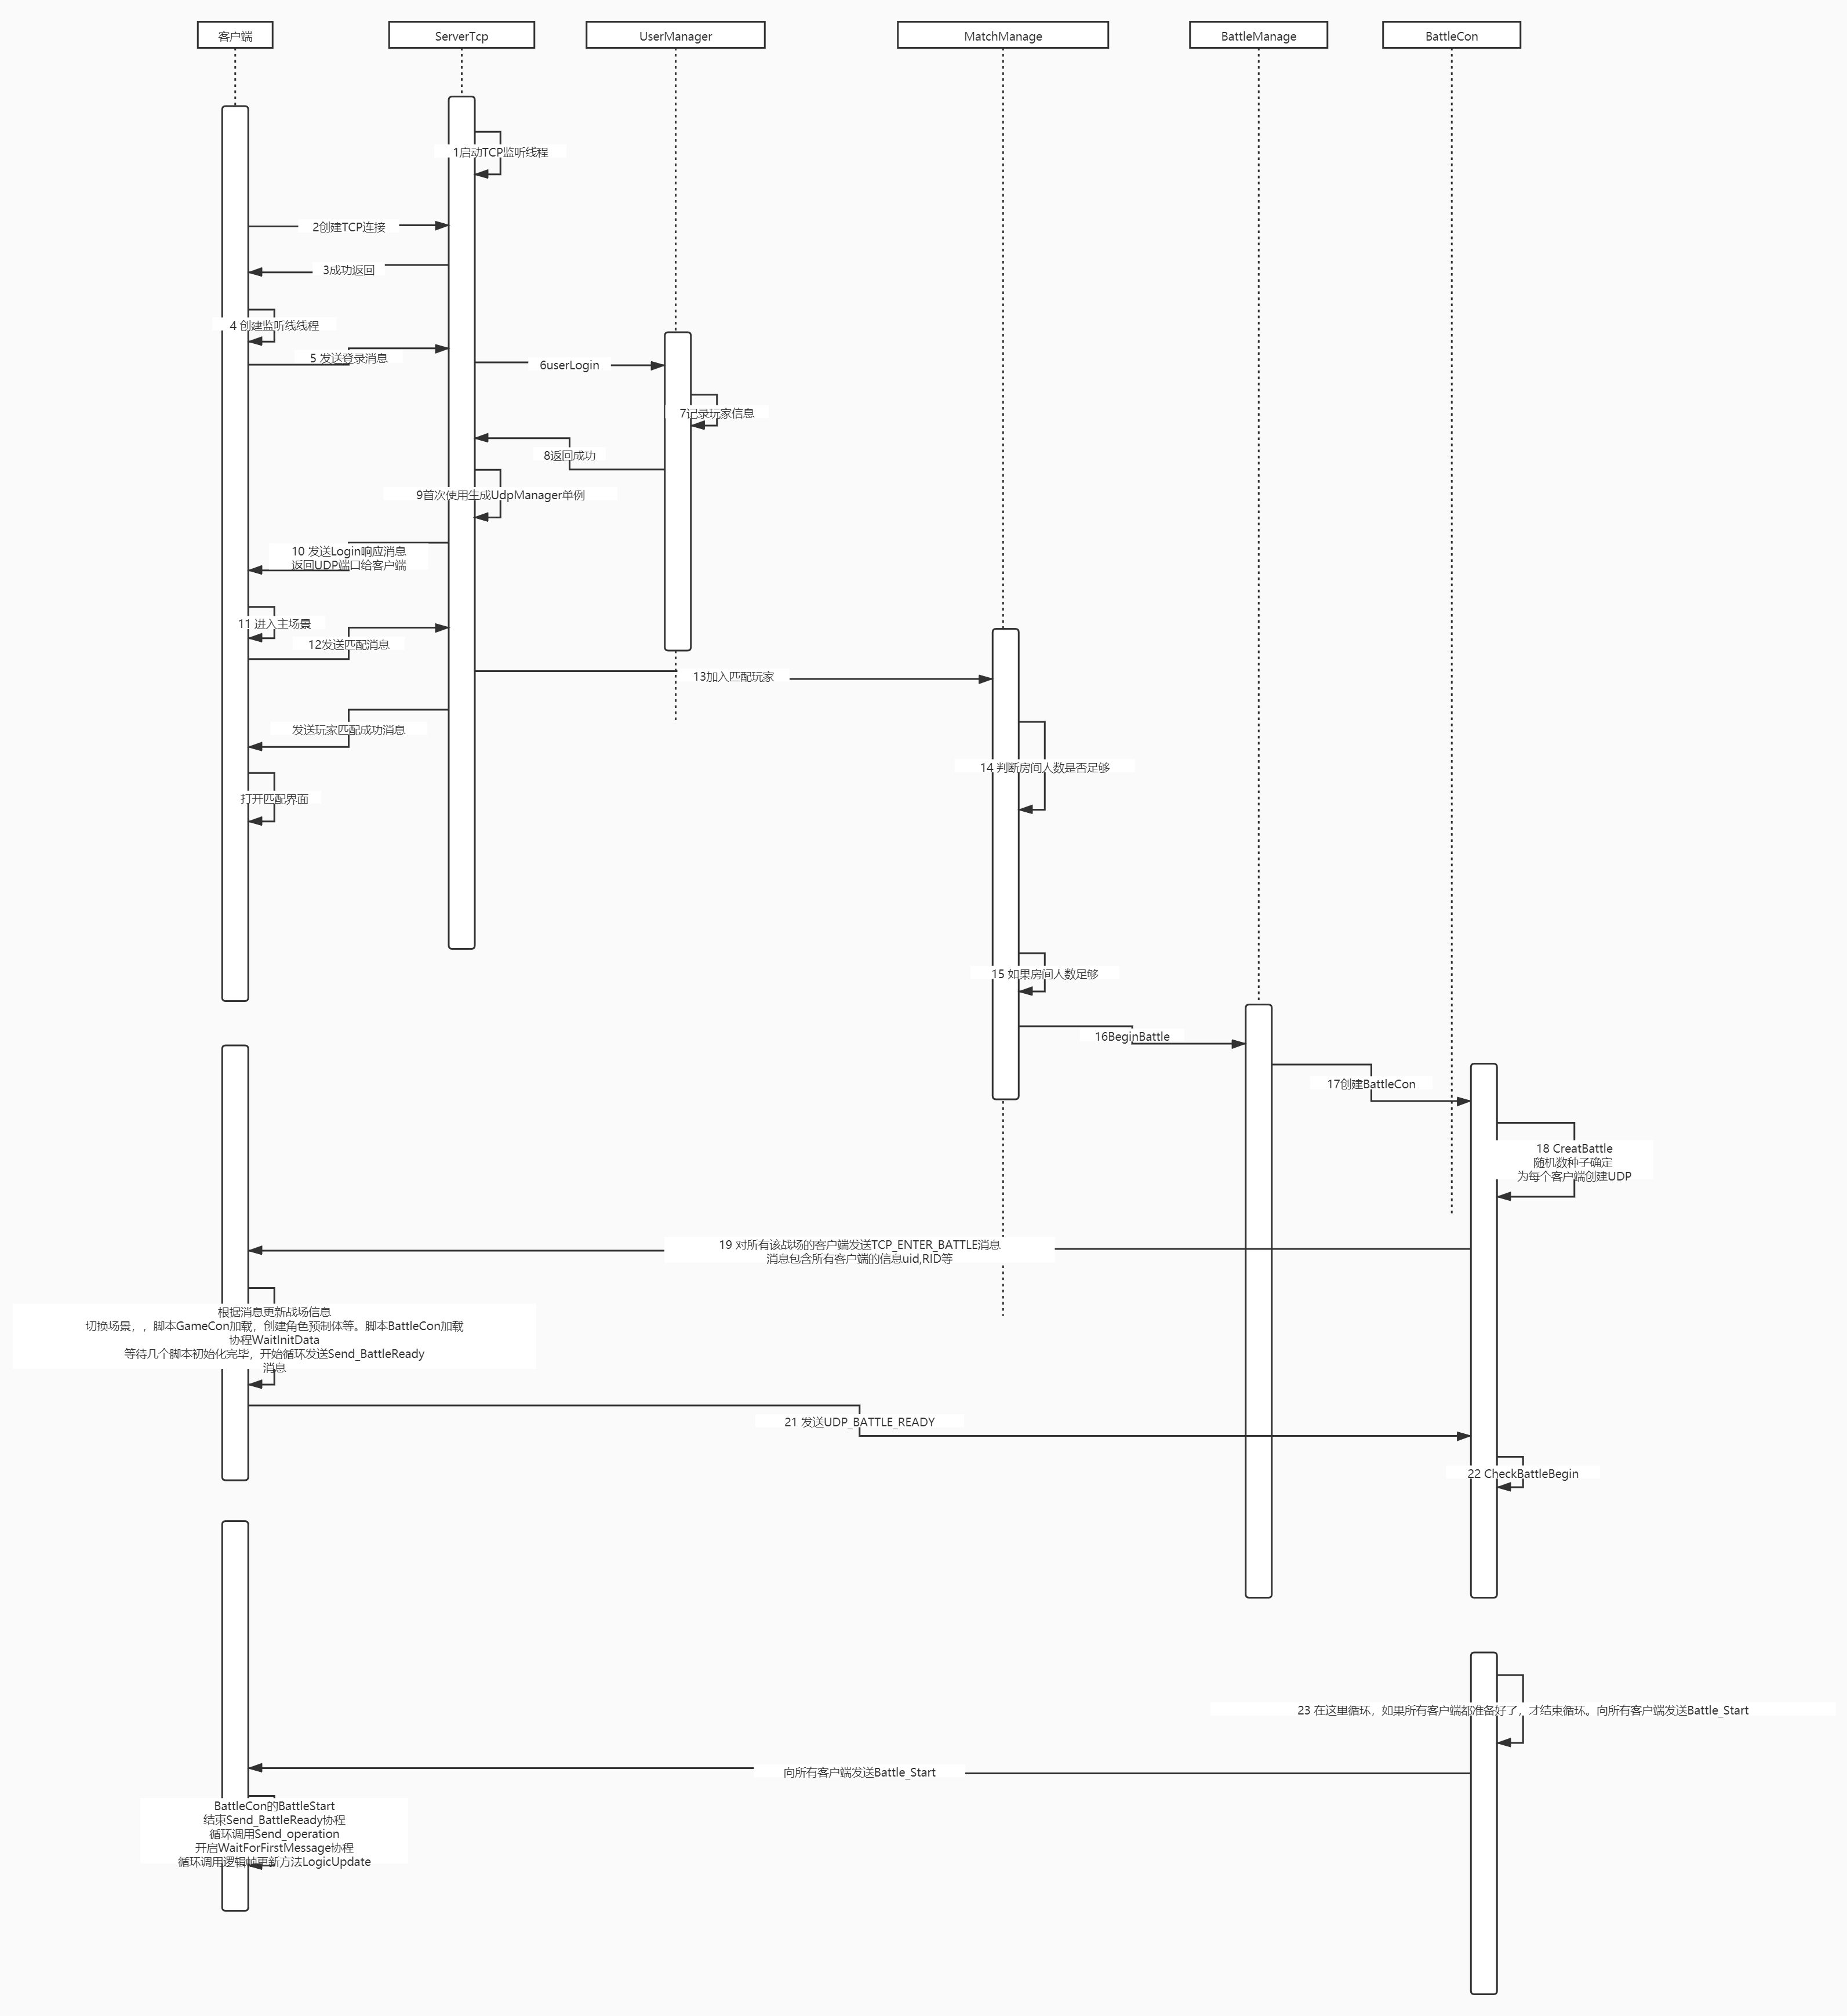 客户端
ServerTcp
UserManager
MatchManage
BattleManage
BattleCon
1启动TCP监听线程
2创建TCP连接
3成功返回
4 创建监听线线程
5 发送登录消息
6userLogin
7记录玩家信息
8返回成功
9首次使用生成UdpManager单例
10 发送Login响应消息
返回UDP端口给客户端
11 进入主场景
12发送匹配消息
13加入匹配玩家
发送玩家匹配成功消息
14 判断房间人数是否足够
打开匹配界面
15 如果房间人数足够
16BeginBattle
17创建BattleCon
18 CreatBattle
随机数种子确定
为每个客户端创建UDP
19 对所有该战场的客户端发送TCP_ENTER_BATTLE消息
消息包含所有客户端的信息uid,RID等
根据消息更新战场信息
切换场景，，脚本GameCon加载，创建角色预制体等。脚本BattleCon加载
协程WaitInitData
等待几个脚本初始化完毕，开始循环发送Send_BattleReady
消息
21 发送UDP_BATTLE_READY
22 CheckBattleBegin
23 在这里循环，如果所有客户端都准备好了，才结束循环。向所有客户端发送Battle_Start
向所有客户端发送Battle_Start
BattleCon的BattleStart
结束Send_BattleReady协程
循环调用Send_operation
开启WaitForFirstMessage协程
循环调用逻辑帧更新方法LogicUpdate